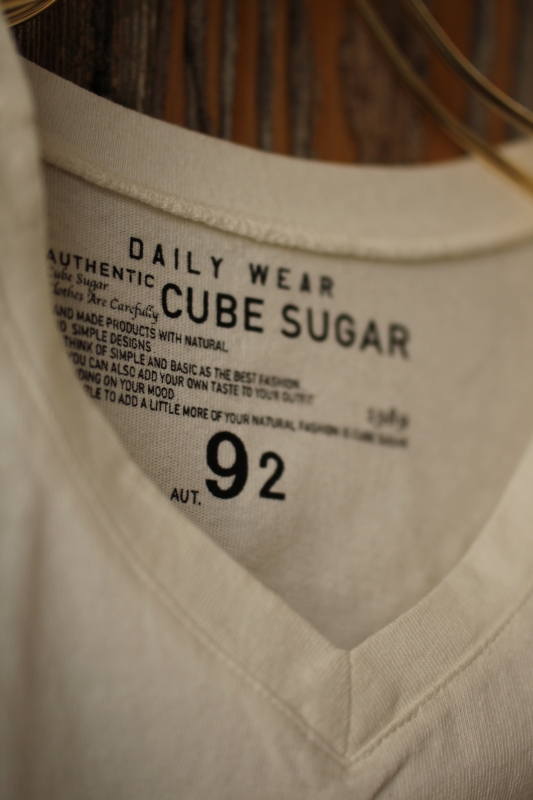 DAILY WEAR
AUTHENTIC
Cube Sugar
Clothes Are Carefully
CUBE SUGAR
AND MADE PRODUCTS WITH NATURAL
SIMPLE DESIGNS
THINK OF SIMPLE AND BASIC AS THE BEST FASHION
YOU CAN ALSO ADD YOUR OWN TASTE TO YOUR OUTFIT
ON YOUR MOOD
TO ADD A LITTLE MORE OF YOUR NATURAL FASHION IS CUBE SUGAR
1989
AUT. 92